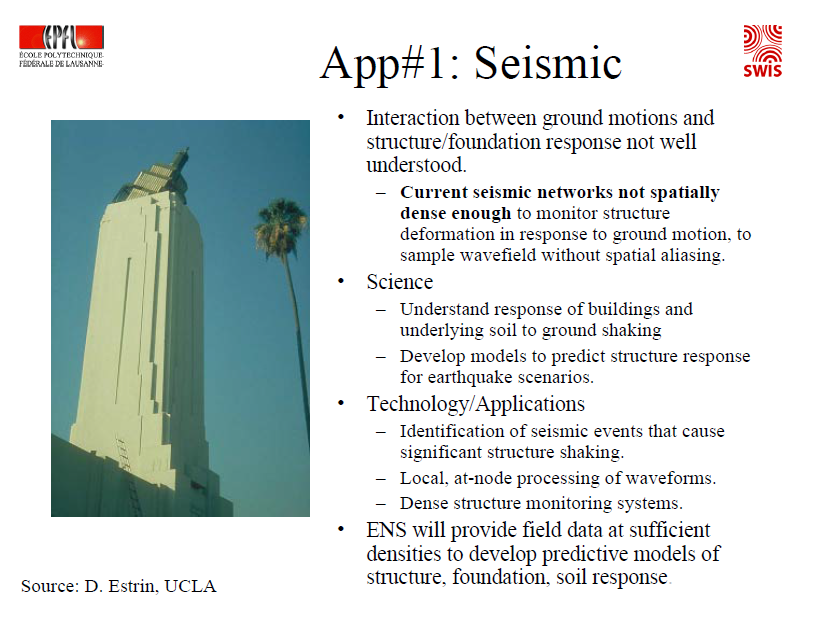 EPFL
ÉCOLE POLYTECHNIQUE
FÉDÉRALE DE LAUSANNE
App#1: Seismic
SWIS
• Interaction between ground motions and
structure/foundation response not well
understood.
– Current seismic networks not spatially
dense enough to monitor structure
deformation in response to ground motion, to
sample wavefield without spatial aliasing.
• Science
– Understand response of buildings and
underlying soil to ground shaking
– Develop models to predict structure response
for earthquake scenarios.
• Technology/Applications
– Identification of seismic events that cause
significant structure shaking.
– Local, at-node processing of waveforms.
– Dense structure monitoring systems.
• ENS will provide field data at sufficient
densities to develop predictive models of
structure, foundation, soil response.
Source: D. Estrin, UCLA